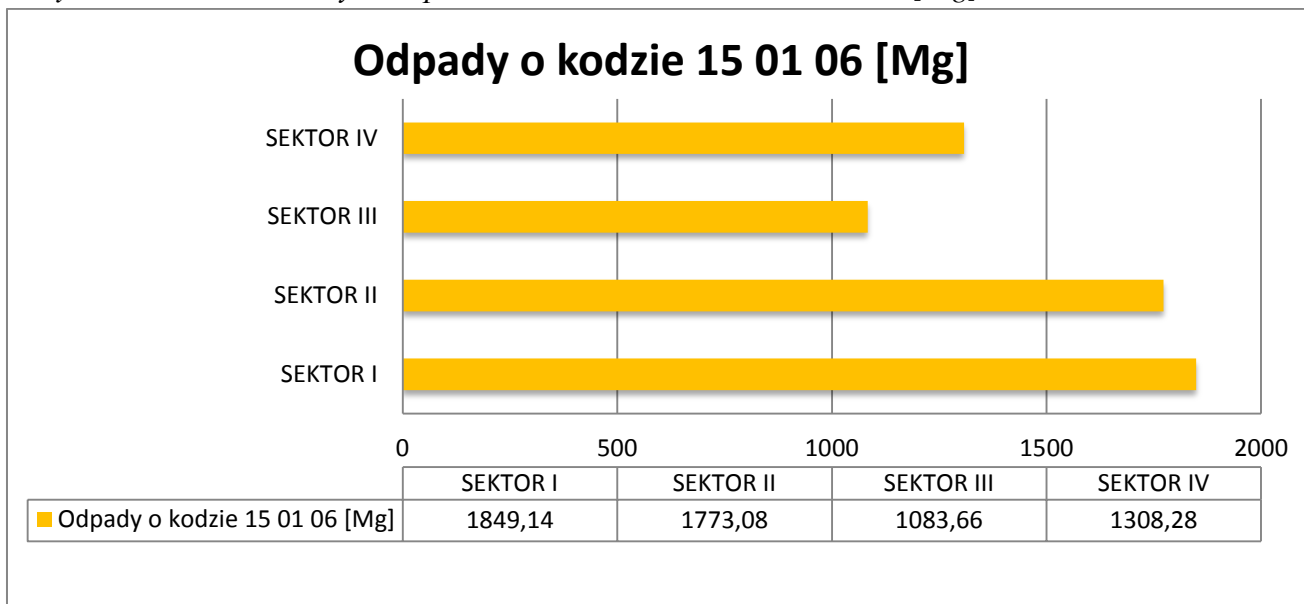 Odpady o kodzie 15 01 06 [Mg]
SEKTOR IV
SEKTOR III
SEKTOR II
SEKTOR I
0 500 1000 1500 2000
SEKTOR I SEKTOR II SEKTOR III SEKTOR IV
Odpady o kodzie 15 01 06 [Mg] 1849,14 1773,08 1083,66 1308,28